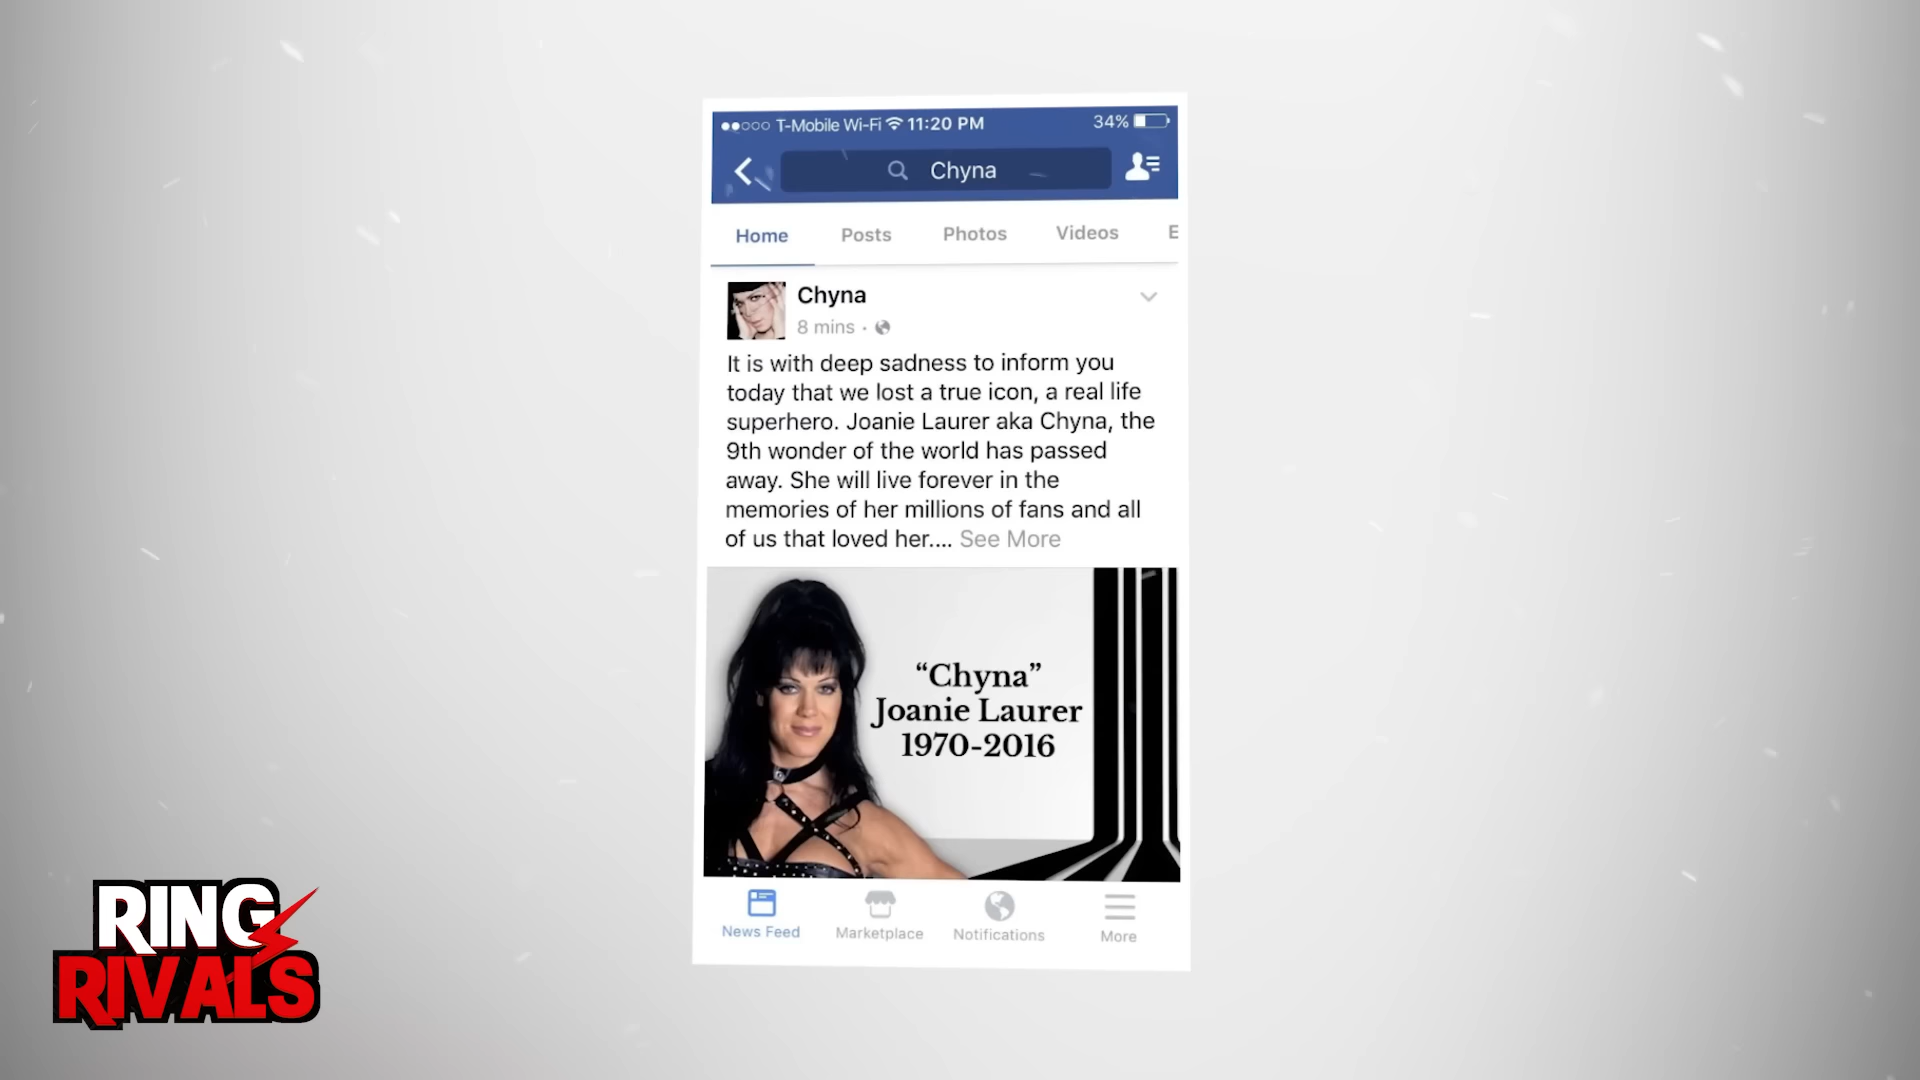 T-Mobile Wi-Fi 11:20 PM 34%
Chyna
Home Posts Photos Videos E
Chyna
8 mins ·
It is with deep sadness to inform you
today that we lost a true icon, a real life
superhero. Joanie Laurer aka Chyna, the
9th wonder of the world has passed
away. She will live forever in the
memories of her millions of fans and all
of us that loved her.... See More
“Chyna”
Joanie Laurer
1970-2016
News Feed Marketplace Notifications More
RING
RIVALS